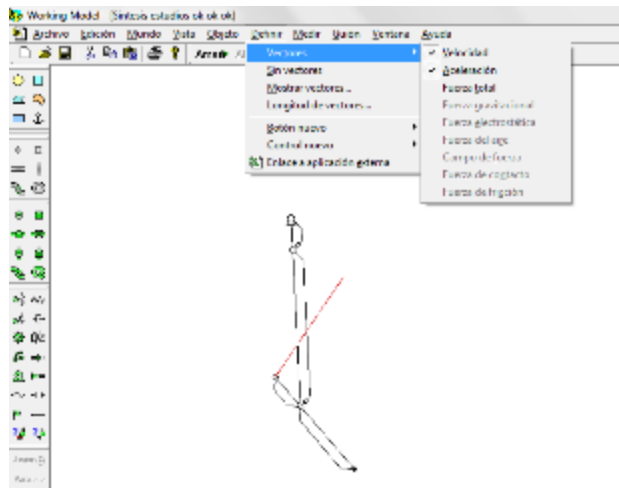 Working Model - [Sintesis estudios ok ok ok]
Archivo Edición Mundo Vista Objeto Definir Medir Guion Ventana Ayuda
Arrade
Vectores
Velocidad
Sin vectores
Aceleración
Mostrar vectores...
Fuerza total
Longitud de vectores...
Fuerza gravitacional
Fuerza electrostática
Botón nuevo
Fuerza del aire
Control nuevo
Campo de fuerza
Enlace a aplicación externa
Fuerza de contacto
Fuerza de fricción